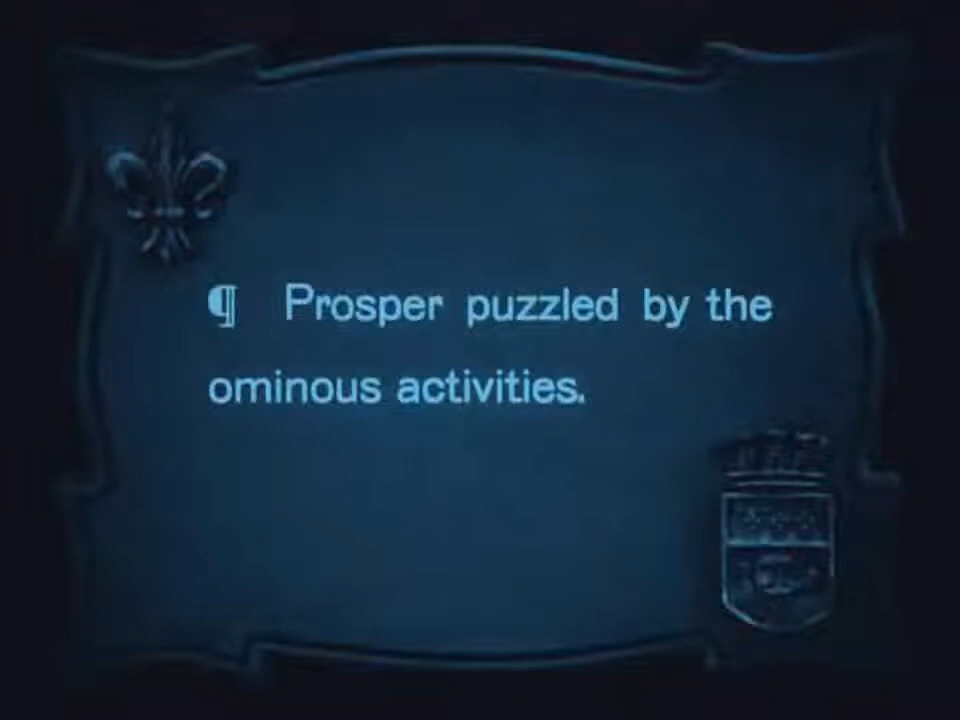 ¶ Prosper puzzled by the
ominous activities.